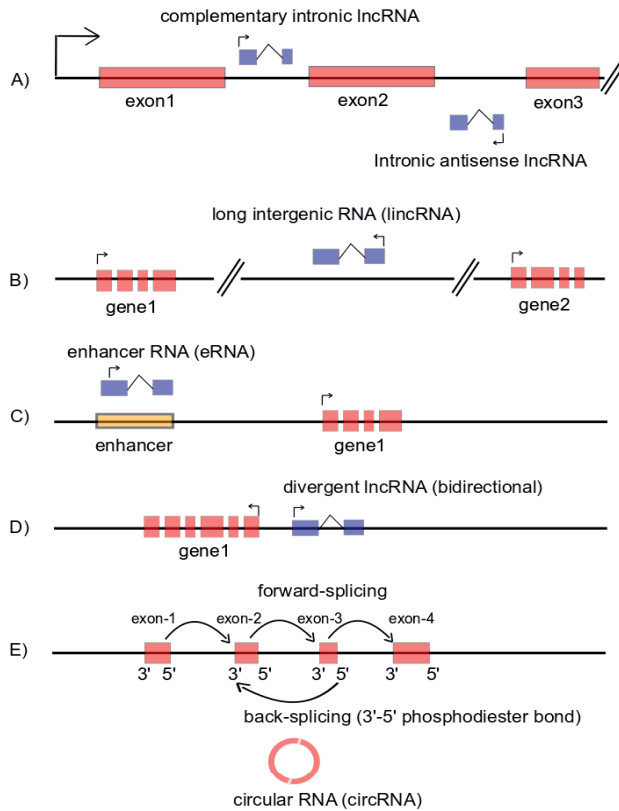 complementary intronic lncRNA
A)
exon1 exon2 exon3
Intronic antisense lncRNA
long intergenic RNA (lincRNA)
B)
gene1 gene2
enhancer RNA (eRNA)
C)
enhancer gene1
divergent lncRNA (bidirectional)
D)
gene1
forward-splicing
exon-1 exon-2 exon-3 exon-4
E)
3' 5' 3' 5' 3' 5' 3' 5'
back-splicing (3'-5' phosphodiester bond)
circular RNA (circRNA)